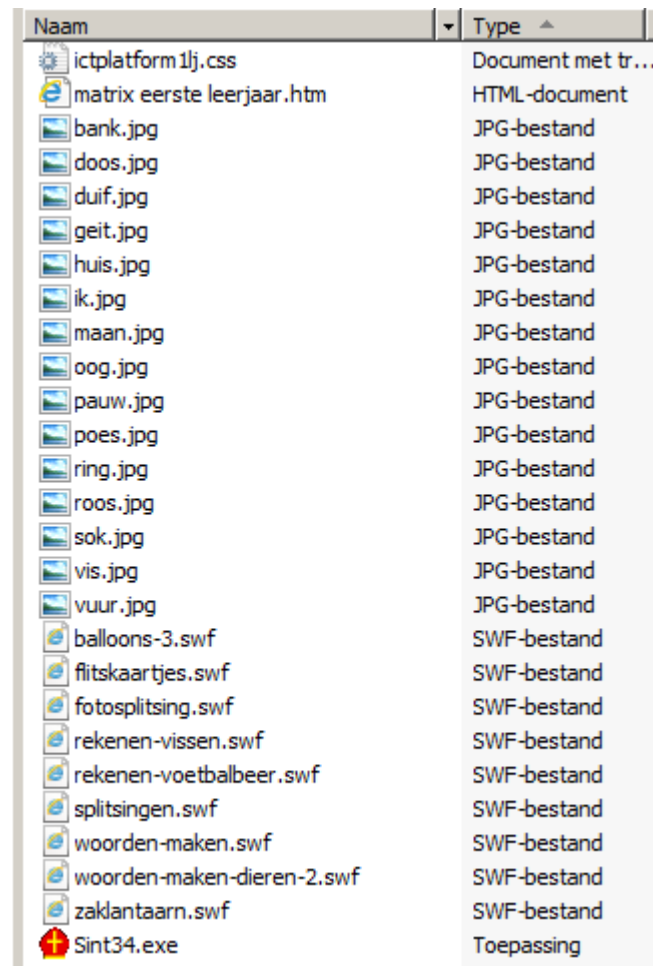 Naam Type
ictplatform1lj.css Document met tr...
matrix eerste leerjaar.htm HTML-document
bank.jpg JPG-bestand
doos.jpg JPG-bestand
duif.jpg JPG-bestand
geit.jpg JPG-bestand
huis.jpg JPG-bestand
ik.jpg JPG-bestand
maan.jpg JPG-bestand
oog.jpg JPG-bestand
pauw.jpg JPG-bestand
poes.jpg JPG-bestand
ring.jpg JPG-bestand
roos.jpg JPG-bestand
sok.jpg JPG-bestand
vis.jpg JPG-bestand
vuur.jpg JPG-bestand
balloons-3.swf SWF-bestand
flitskaartjes.swf SWF-bestand
fotosplitsing.swf SWF-bestand
rekenen-vissen.swf SWF-bestand
rekenen-voetbalbeer.swf SWF-bestand
splitsingen.swf SWF-bestand
woorden-maken.swf SWF-bestand
woorden-maken-dieren-2.swf SWF-bestand
zaklantaarn.swf SWF-bestand
Sint34.exe Toepassing